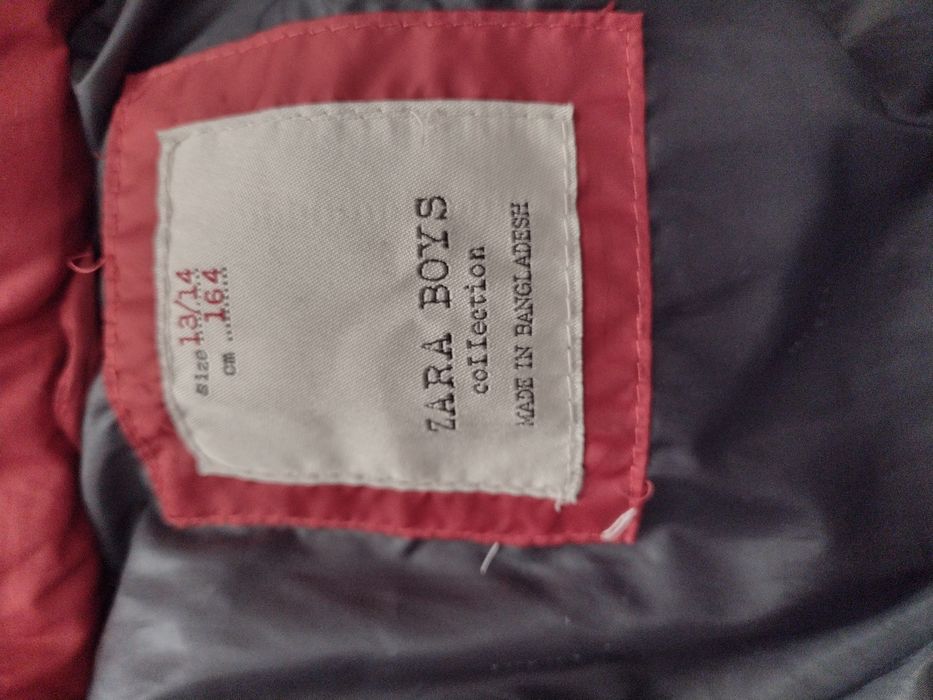 size 13/14
cm 164
ZARA BOYS
collection
MADE IN BANGLADESH